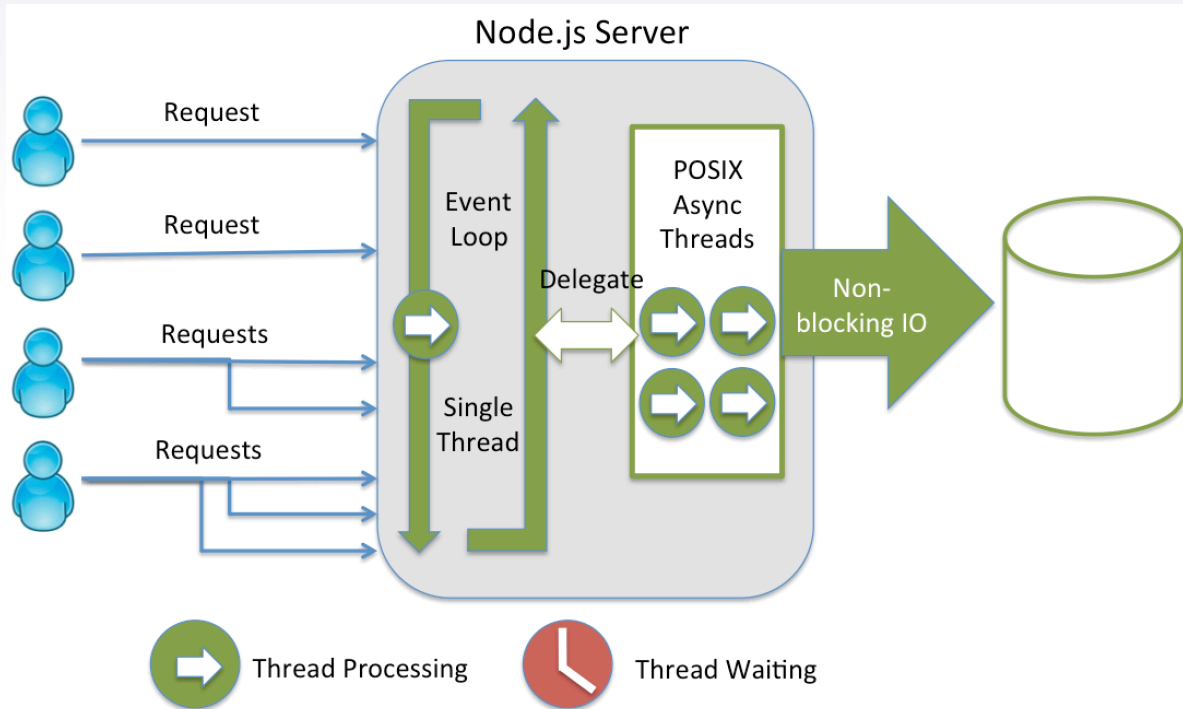 Node.js Server
Request
Request
Requests
Requests
Event
Loop
Single
Thread
Delegate
POSIX
Async
Threads
Non-
blocking IO
Thread Processing
Thread Waiting